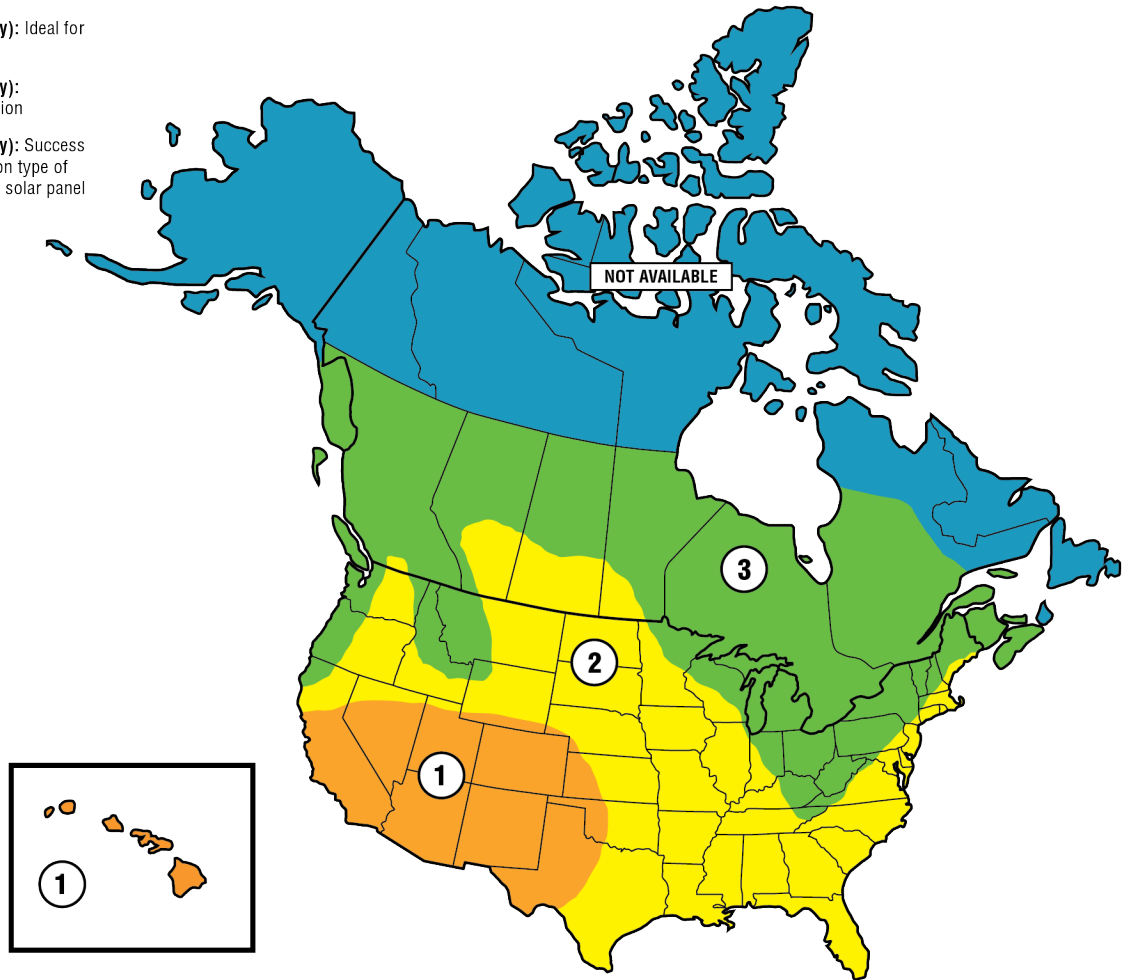 y): Ideal for
y):
ion
y): Success
on type of
solar panel
NOT AVAILABLE
3
2
1
1